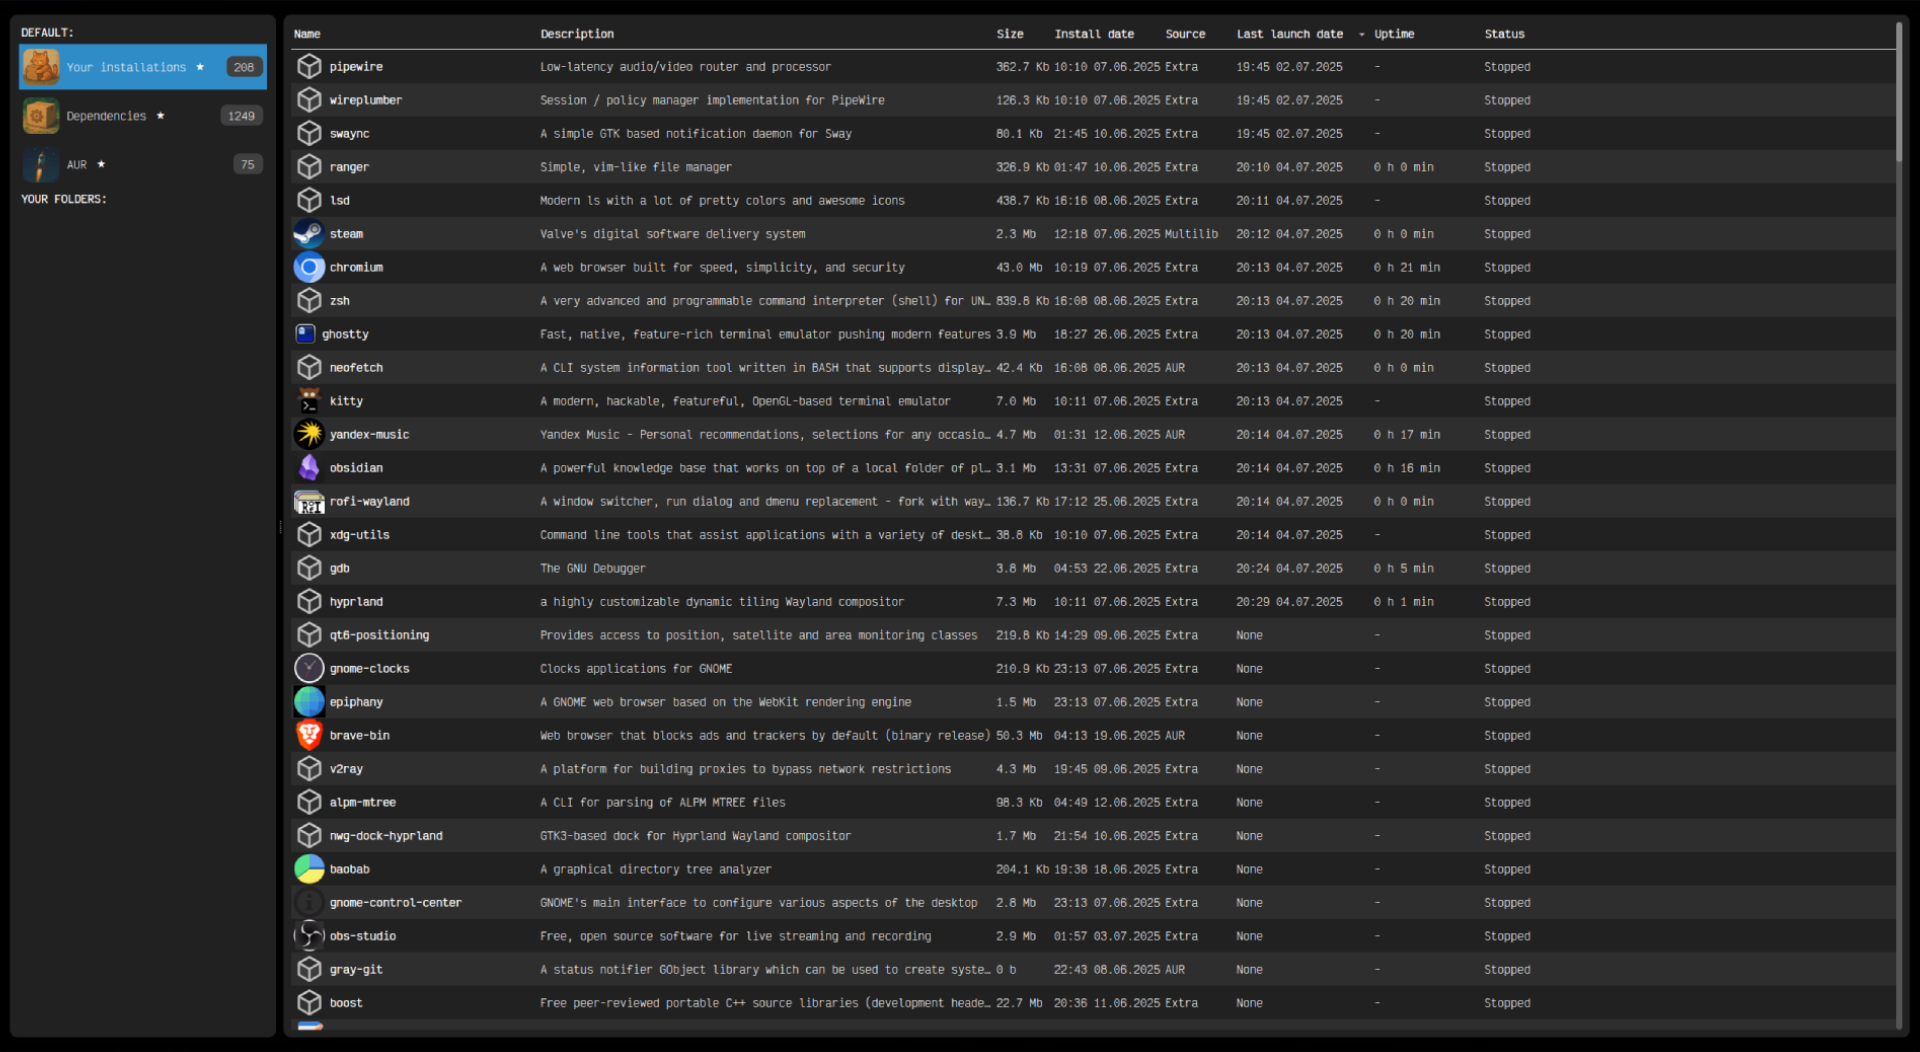 DEFAULT:
Your installations ★ 208
Dependencies ★ 1249
AUR ★ 75
YOUR FOLDERS:
Name Description Size Install date Source Last launch date Uptime Status
pipewire Low-latency audio/video router and processor 362.7 Kb 10:10 07.06.2025 Extra 19:45 02.07.2025 - Stopped
wireplumber Session / policy manager implementation for PipeWire 126.3 Kb 10:10 07.06.2025 Extra 19:45 02.07.2025 - Stopped
swaync A simple GTK based notification daemon for Sway 80.1 Kb 21:45 10.06.2025 Extra 19:45 02.07.2025 - Stopped
ranger Simple, vim-like file manager 326.9 Kb 01:47 10.06.2025 Extra 20:10 04.07.2025 0 h 0 min Stopped
lsd Modern ls with a lot of pretty colors and awesome icons 438.7 Kb 16:16 08.06.2025 Extra 20:11 04.07.2025 - Stopped
steam Valve's digital software delivery system 2.3 Mb 12:18 07.06.2025 Multilib 20:12 04.07.2025 0 h 0 min Stopped
chromium A web browser built for speed, simplicity, and security 43.0 Mb 10:19 07.06.2025 Extra 20:13 04.07.2025 0 h 21 min Stopped
zsh A very advanced and programmable command interpreter (shell) for UN… 839.8 Kb 16:08 08.06.2025 Extra 20:13 04.07.2025 0 h 20 min Stopped
ghostty Fast, native, feature-rich terminal emulator pushing modern features 3.9 Mb 18:27 26.06.2025 Extra 20:13 04.07.2025 0 h 20 min Stopped
neofetch A CLI system information tool written in BASH that supports display… 42.4 Kb 16:08 08.06.2025 AUR 20:13 04.07.2025 0 h 0 min Stopped
kitty A modern, hackable, featureful, OpenGL-based terminal emulator 7.0 Mb 10:11 07.06.2025 Extra 20:13 04.07.2025 - Stopped
yandex-music Yandex Music - Personal recommendations, selections for any occasio… 4.7 Mb 01:31 12.06.2025 AUR 20:14 04.07.2025 0 h 17 min Stopped
obsidian A powerful knowledge base that works on top of a local folder of pl… 3.1 Mb 13:31 07.06.2025 Extra 20:14 04.07.2025 0 h 16 min Stopped
rofi-wayland A window switcher, run dialog and dmenu replacement - fork with way… 136.7 Kb 17:12 25.06.2025 Extra 20:14 04.07.2025 0 h 0 min Stopped
xdg-utils Command line tools that assist applications with a variety of deskt… 38.8 Kb 10:10 07.06.2025 Extra 20:14 04.07.2025 - Stopped
gdb The GNU Debugger 3.8 Mb 04:53 22.06.2025 Extra 20:24 04.07.2025 0 h 5 min Stopped
hyprland a highly customizable dynamic tiling Wayland compositor 7.3 Mb 10:11 07.06.2025 Extra 20:29 04.07.2025 0 h 1 min Stopped
qt6-positioning Provides access to position, satellite and area monitoring classes 219.8 Kb 14:29 09.06.2025 Extra None - Stopped
gnome-clocks Clocks applications for GNOME 210.9 Kb 23:13 07.06.2025 Extra None - Stopped
epiphany A GNOME web browser based on the WebKit rendering engine 1.5 Mb 23:13 07.06.2025 Extra None - Stopped
brave-bin Web browser that blocks ads and trackers by default (binary release) 50.3 Mb 04:13 19.06.2025 AUR None - Stopped
v2ray A platform for building proxies to bypass network restrictions 4.3 Mb 19:45 09.06.2025 Extra None - Stopped
alpm-mtree A CLI for parsing of ALPM MTREE files 98.3 Kb 04:49 12.06.2025 Extra None - Stopped
nwg-dock-hyprland GTK3-based dock for Hyprland Wayland compositor 1.7 Mb 21:54 10.06.2025 Extra None - Stopped
baobab A graphical directory tree analyzer 204.1 Kb 19:38 18.06.2025 Extra None - Stopped
gnome-control-center GNOME's main interface to configure various aspects of the desktop 2.8 Mb 23:13 07.06.2025 Extra None - Stopped
obs-studio Free, open source software for live streaming and recording 2.9 Mb 01:57 03.07.2025 Extra None - Stopped
gray-git A status notifier GObject library which can be used to create syste… 0 b 22:43 08.06.2025 AUR None - Stopped
boost Free peer-reviewed portable C++ source libraries (development heade… 22.7 Mb 20:36 11.06.2025 Extra None - Stopped